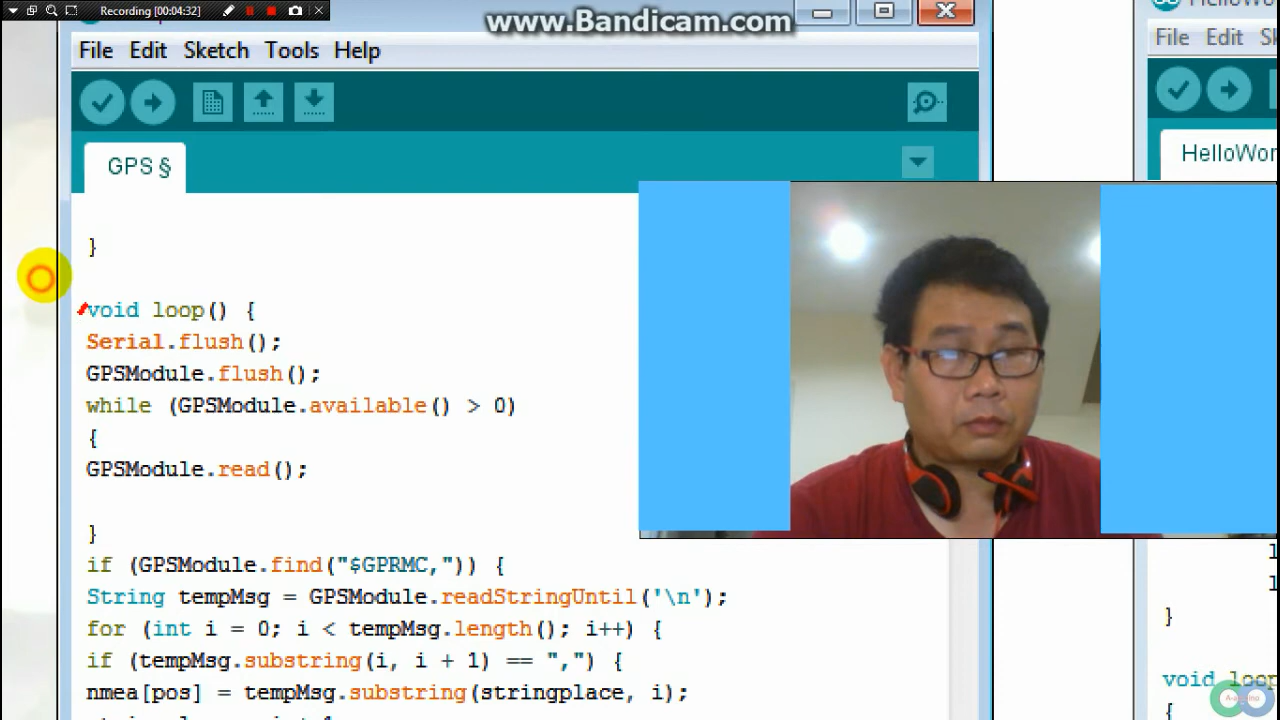 Recording [00:04:32]
www.Bandicam.com
File Edit Sketch Tools Help
GPS §
}
void loop() {
Serial.flush();
GPSModule.flush();
while (GPSModule.available() > 0)
{
GPSModule.read();
}
if (GPSModule.find("$GPRMC,")) {
String tempMsg = GPSModule.readStringUntil('\n');
for (int i = 0; i < tempMsg.length(); i++) {
if (tempMsg.substring(i, i + 1) == ",") {
nmea[pos] = tempMsg.substring(stringplace, i);
File Edit
}
void loop
{